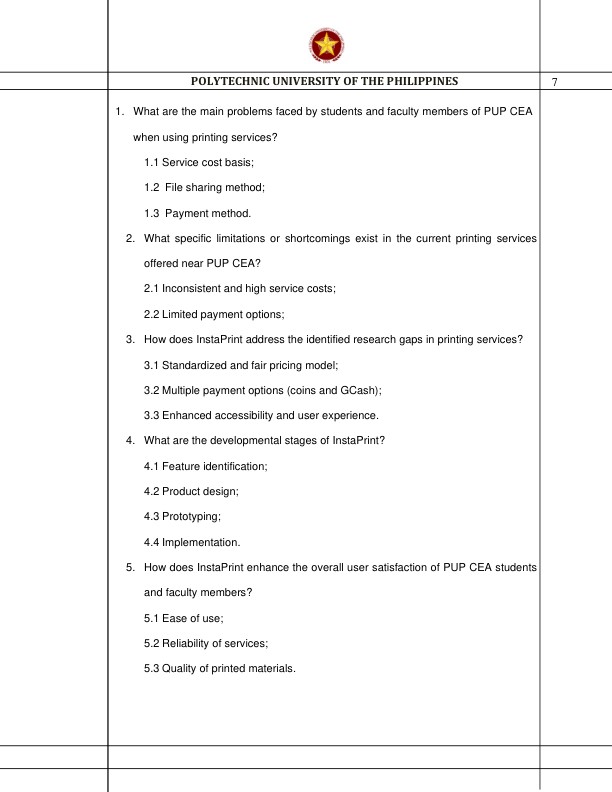 POLYTECHNIC UNIVERSITY OF THE PHILIPPINES 7
1. What are the main problems faced by students and faculty members of PUP CEA
when using printing services?
1.1 Service cost basis;
1.2 File sharing method;
1.3 Payment method.
2. What specific limitations or shortcomings exist in the current printing services
offered near PUP CEA?
2.1 Inconsistent and high service costs;
2.2 Limited payment options;
3. How does InstaPrint address the identified research gaps in printing services?
3.1 Standardized and fair pricing model;
3.2 Multiple payment options (coins and GCash);
3.3 Enhanced accessibility and user experience.
4. What are the developmental stages of InstaPrint?
4.1 Feature identification;
4.2 Product design;
4.3 Prototyping;
4.4 Implementation.
5. How does InstaPrint enhance the overall user satisfaction of PUP CEA students
and faculty members?
5.1 Ease of use;
5.2 Reliability of services;
5.3 Quality of printed materials.